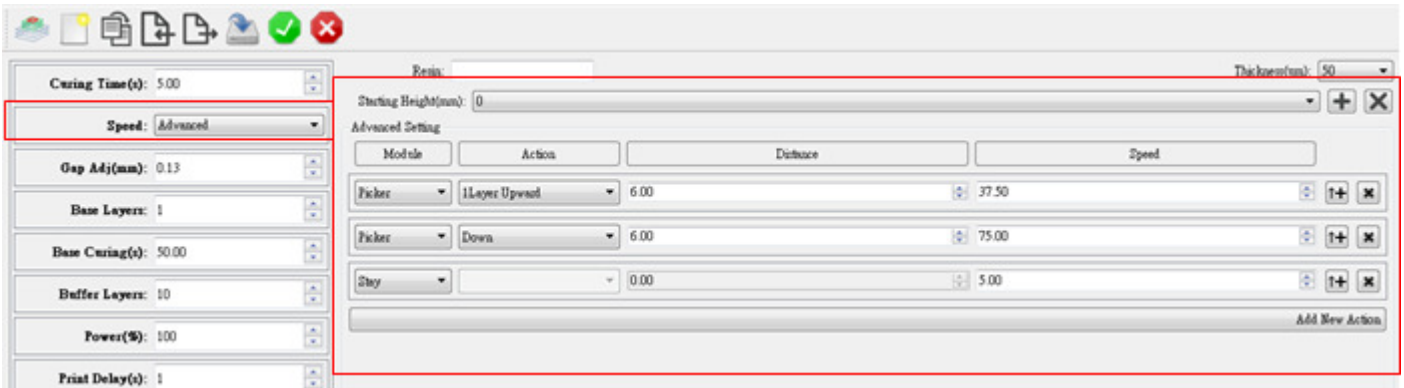 Resin:
Thickness(um): 50
Curing Time(s): 5.00
Starting Height(mm): 0
Speed: Advanced
Advanced Setting
Module Action Distance Speed
Gap Adj(mm): 0.13
Picker 1Layer Upward 6.00 37.50
Base Layers: 1
Picker Down 6.00 75.00
Base Curing(s): 50.00
Stay 0.00 5.00
Buffer Layers: 10
Add New Action
Power(%): 100
Print Delay(s): 1